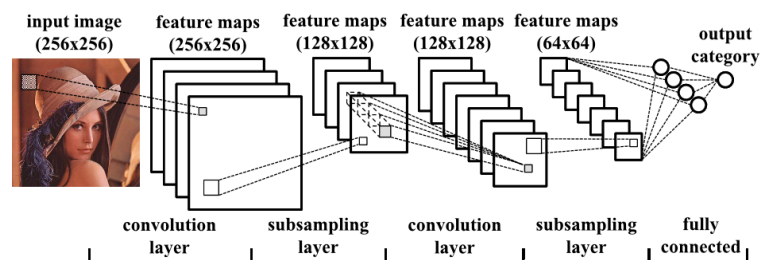 input image
(256x256)
feature maps
(256x256)
feature maps
(128x128)
feature maps
(128x128)
feature maps
(64x64)
output
category
convolution
layer
subsampling
layer
convolution
layer
subsampling
layer
fully
connected